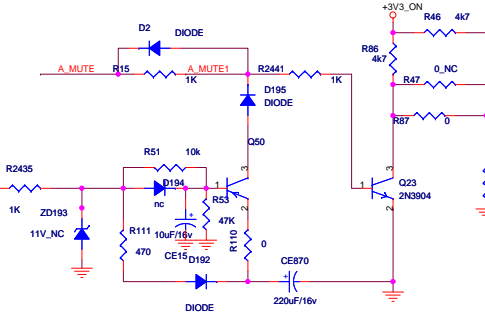 +3V3_ON
D2
DIODE
R46
4k7
A_MUTE
R15
A_MUTE1
R2441
R86
4k7
1K
1K
R47
0_NC
D195
DIODE
R87
0
Q50
R51
10k
3
3
R2435
D194
1
1
Q23
2N3904
nc
R53
2
2
1K
ZD193
11V_NC
R111
470
+
10uF/16v
47K
R110
0
CE15
D192
CE870
+
DIODE
220uF/16v